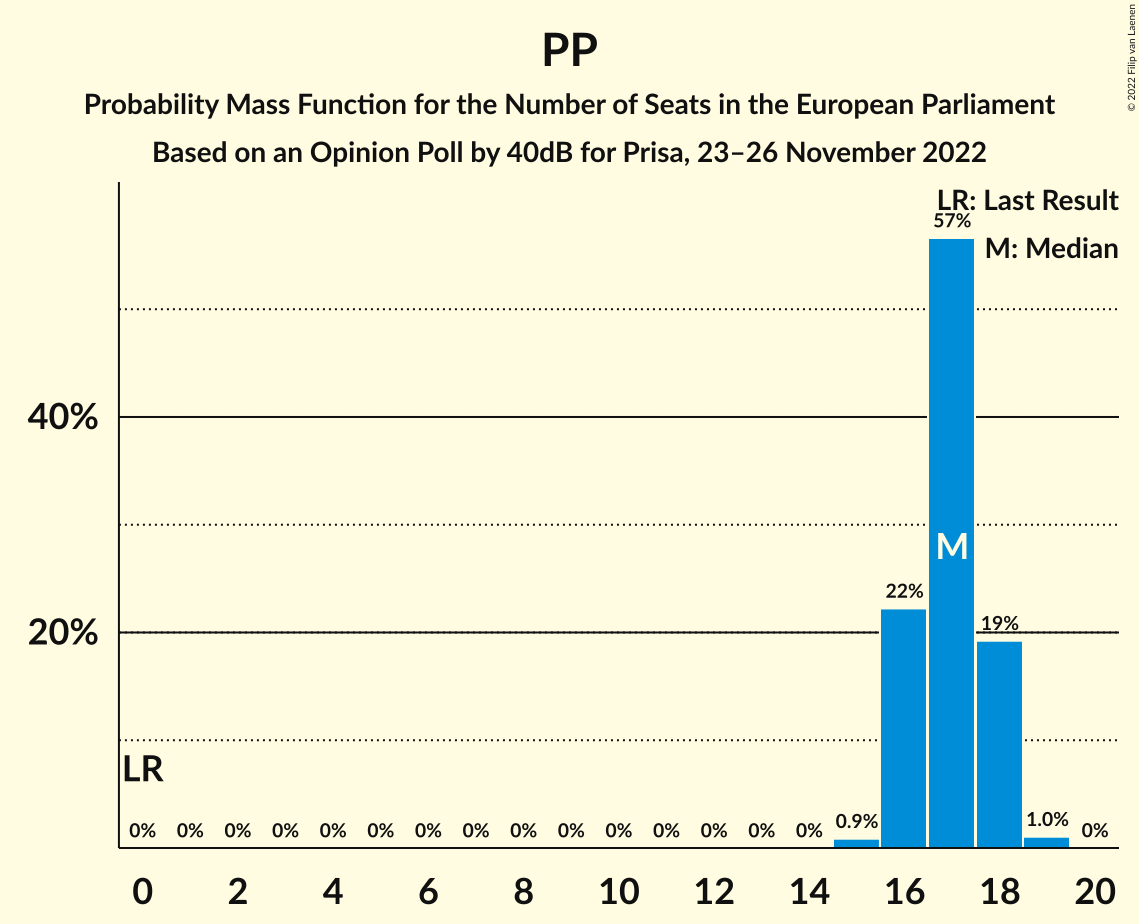 PP
Probability Mass Function for the Number of Seats in the European Parliament
Based on an Opinion Poll by 40dB for Prisa, 23–26 November 2022
© 2022 Filip van Laenen
LR: Last Result
57%
M: Median
40%
M
22%
20%
19%
LR
0% 0% 0% 0% 0% 0% 0% 0% 0% 0% 0% 0% 0% 0% 0% 0.9% 1.0% 0%
0 2 4 6 8 10 12 14 16 18 20